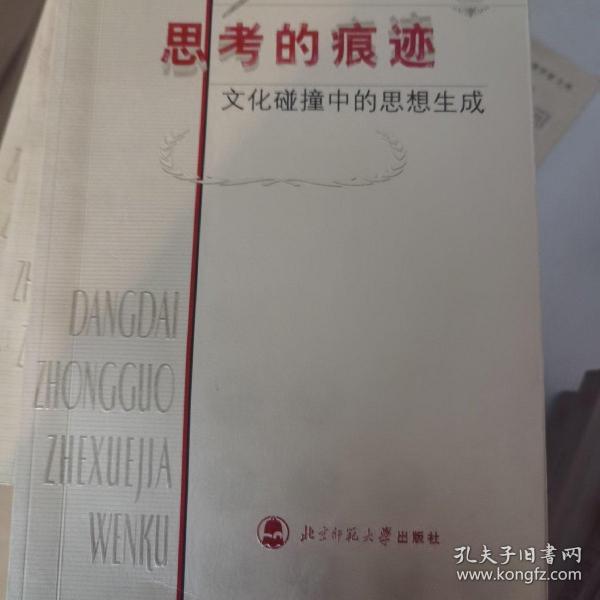 思考的痕迹
文化碰撞中的思想生成
DANGDAI
ZHONGGUO
ZHEXUEJIA
WENKU
北京师范大学出版社
孔夫子旧书网
www.kongfz.com